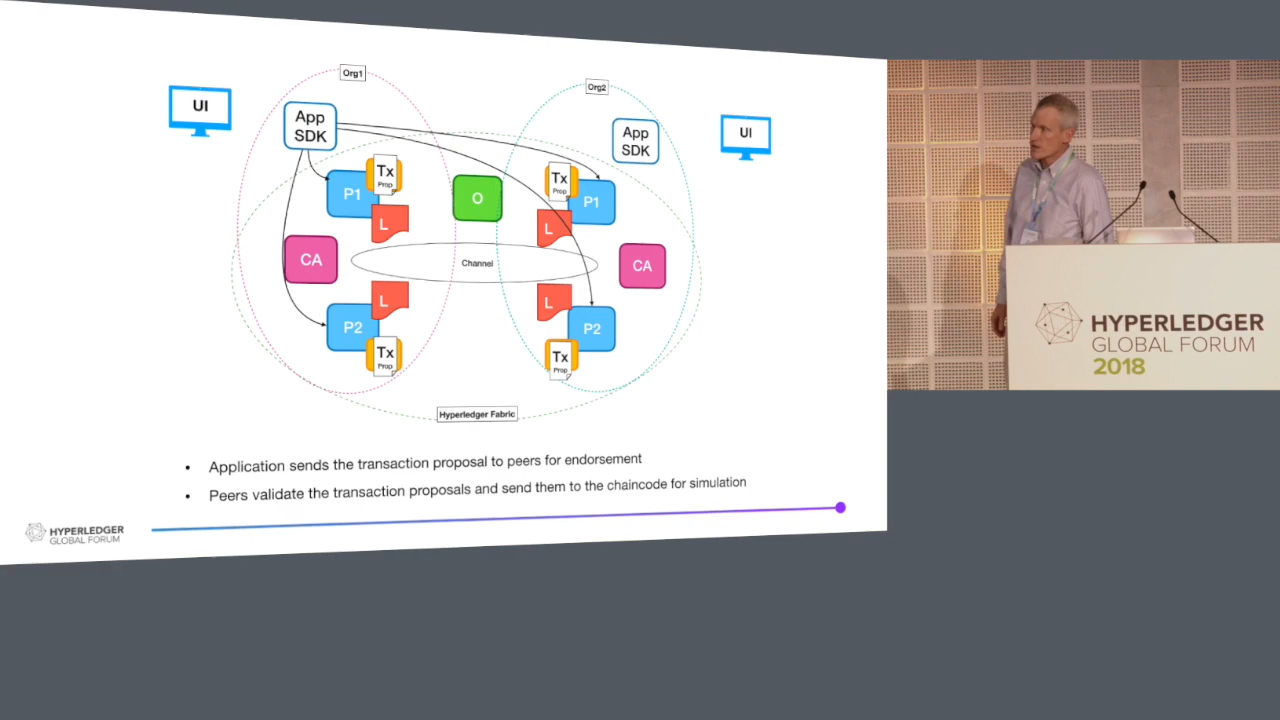 Org1
Org2
UI
App
SDK
App
SDK
UI
Tx
Prop
P1
L
O
Tx
Prop
P1
L
CA
Channel
CA
L
P2
Tx
Prop
L
P2
Tx
Prop
Hyperledger Fabric
• Application sends the transaction proposal to peers for endorsement
• Peers validate the transaction proposals and send them to the chaincode for simulation
HYPERLEDGER
GLOBAL FORUM
HYPERLEDGER
GLOBAL FORUM
2018